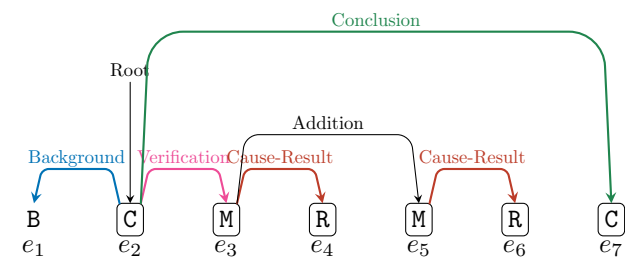 Conclusion
Root
Addition
Background Verification Cause-Result Cause-Result
B C M R M R C
e1 e2 e3 e4 e5 e6 e7